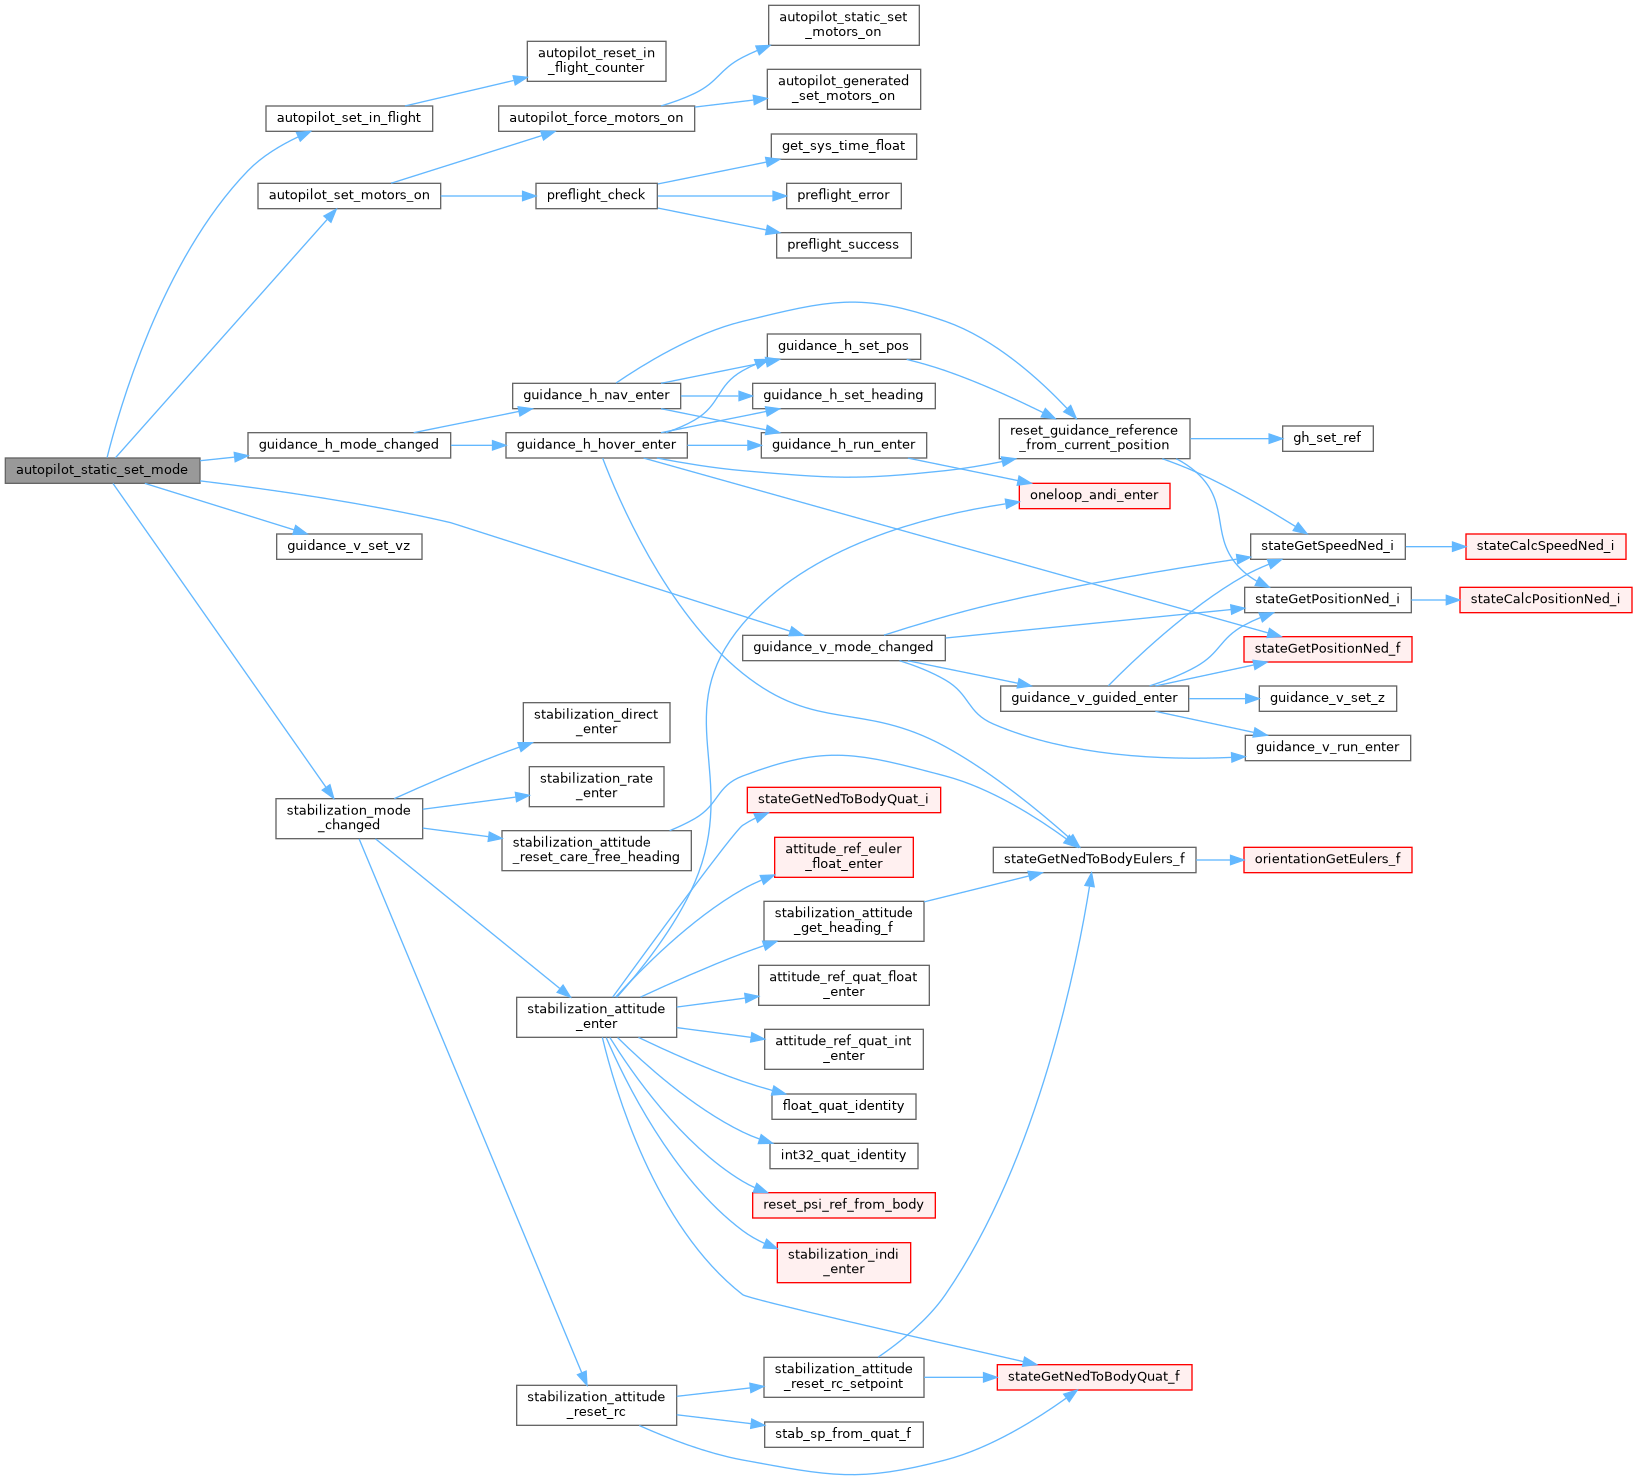 autopilot_static_set
_motors_on
autopilot_reset_in
_flight_counter
autopilot_generated
_set_motors_on
autopilot_set_in_flight
autopilot_force_motors_on
get_sys_time_float
autopilot_set_motors_on
preflight_check
preflight_error
preflight_success
guidance_h_set_pos
guidance_h_nav_enter
guidance_h_set_heading
guidance_h_mode_changed
guidance_h_hover_enter
guidance_h_run_enter
reset_guidance_reference
_from_current_position
gh_set_ref
autopilot_static_set_mode
oneloop_andi_enter
guidance_v_set_vz
stateGetSpeedNed_i
stateCalcSpeedNed_i
stateGetPositionNed_i
stateCalcPositionNed_i
guidance_v_mode_changed
stateGetPositionNed_f
guidance_v_guided_enter
guidance_v_set_z
guidance_v_run_enter
stabilization_direct
_enter
stabilization_rate
_enter
stabilization_mode
_changed
stateGetNedToBodyQuat_i
stabilization_attitude
_reset_care_free_heading
attitude_ref_euler
_float_enter
stateGetNedToBodyEulers_f
orientationGetEulers_f
stabilization_attitude
_get_heading_f
attitude_ref_quat_float
_enter
stabilization_attitude
_enter
attitude_ref_quat_int
_enter
float_quat_identity
int32_quat_identity
reset_psi_ref_from_body
stabilization_indi
_enter
stabilization_attitude
_reset_rc_setpoint
stateGetNedToBodyQuat_f
stabilization_attitude
_reset_rc
stab_sp_from_quat_f